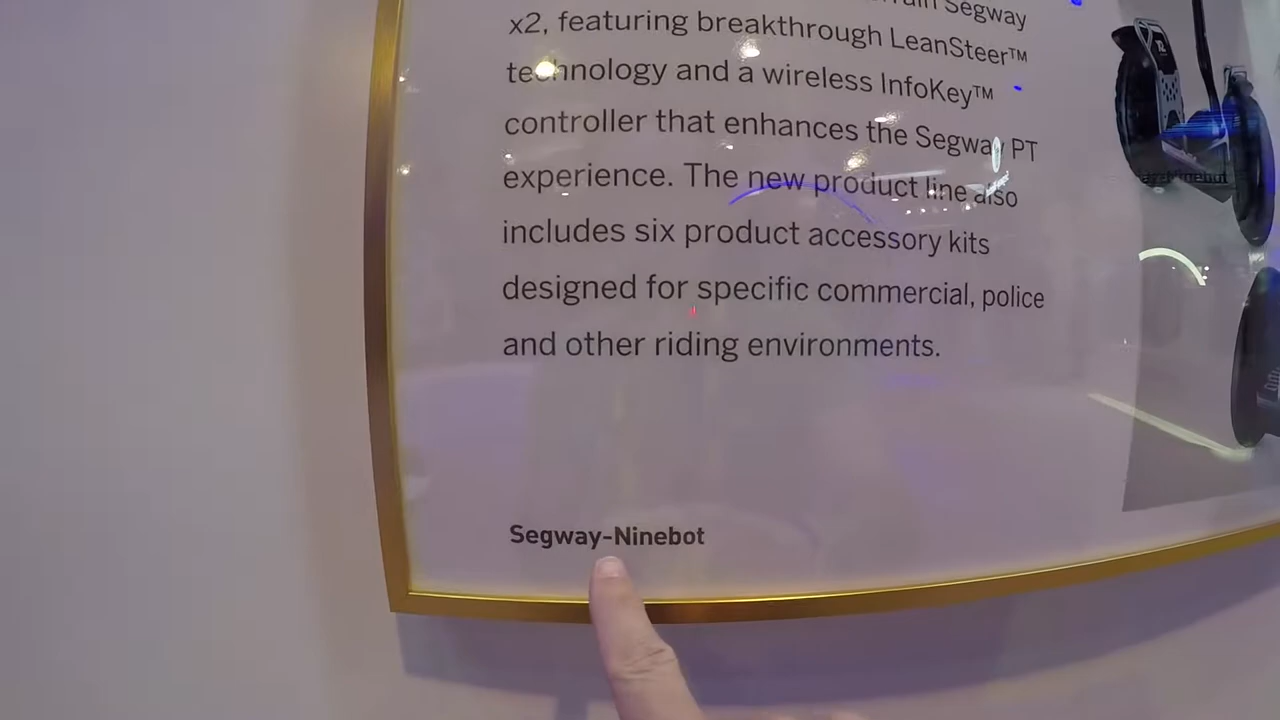 Segway
x2, featuring breakthrough LeanSteer™
technology and a wireless InfoKey™
controller that enhances the Segway PT
experience. The new product line also
includes six product accessory kits
designed for specific commercial, police
and other riding environments.
Segway-Ninebot